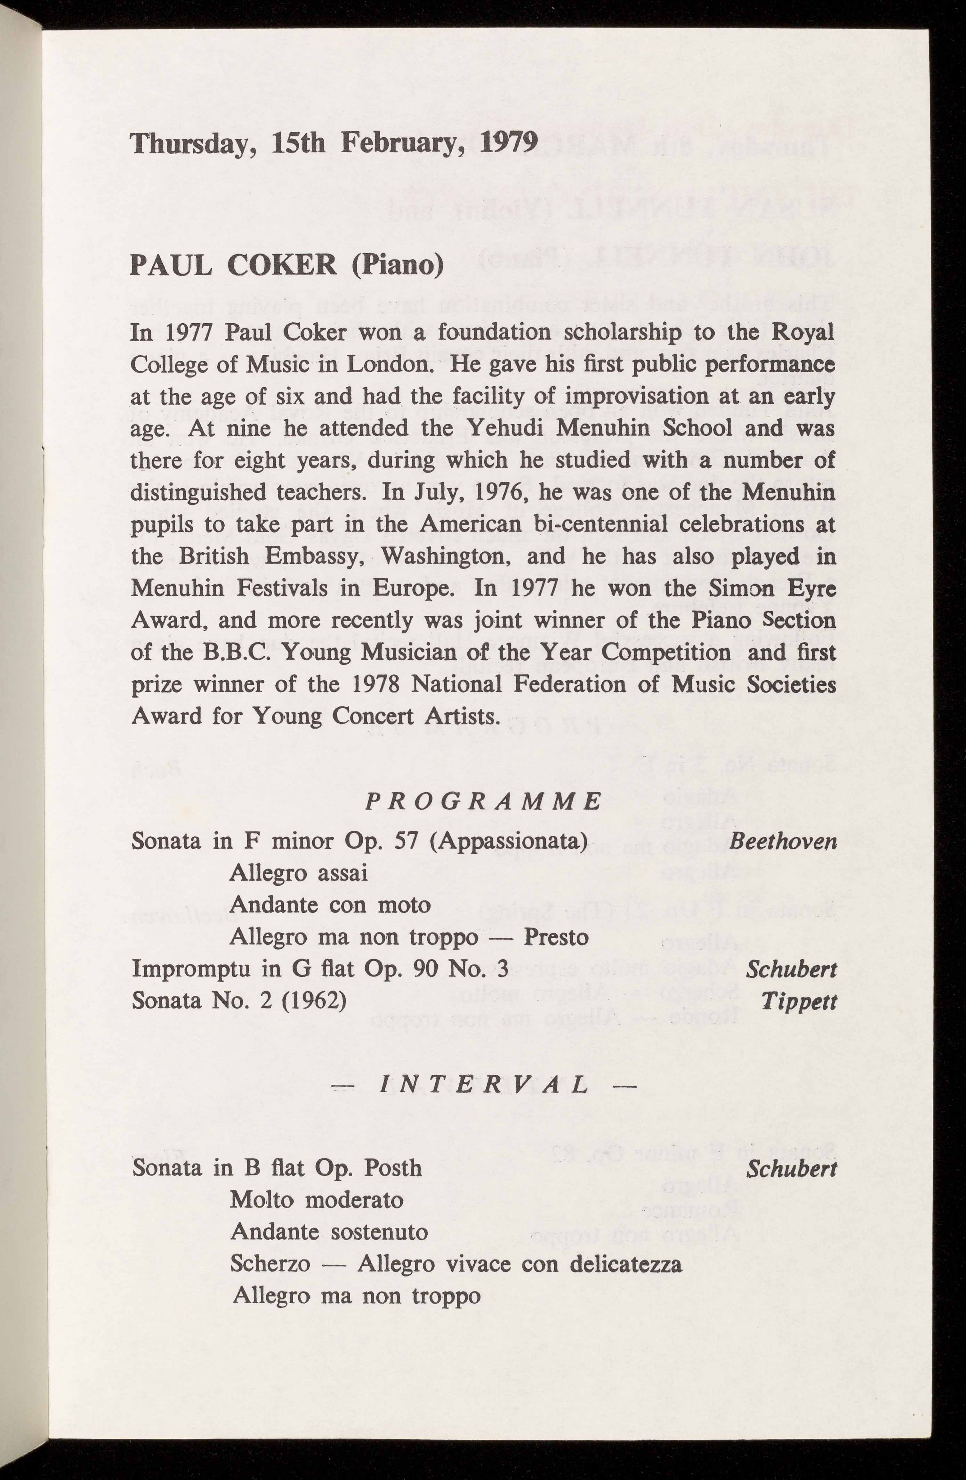 Thursday, 15th February, 1979
PAUL COKER (Piano)
In 1977 Paul Coker won a foundation scholarship to the Royal
College of Music in London. He gave his first public performance
at the age of six and had the facility of improvisation at an early
age. At nine he attended the Yehudi Menuhin School and was
there for eight years, during which he studied with a number of
distinguished teachers. In July, 1976, he was one of the Menuhin
pupils to take part in the American bi-centennial celebrations at
the British Embassy, Washington, and he has also played in
Menuhin Festivals in Europe. In 1977 he won the Simon Eyre
Award, and more recently was joint winner of the Piano Section
of the B.B.C. Young Musician of the Year Competition and first
prize winner of the 1978 National Federation of Music Societies
Award for Young Concert Artists.
PROGRAMME
Sonata in F minor Op. 57 (Appassionata) Beethoven
Allegro assai
Andante con moto
Allegro ma non troppo — Presto
Impromptu in G flat Op. 90 No. 3 Schubert
Sonata No. 2 (1962) Tippett
— INTERVAL —
Sonata in B flat Op. Posth Schubert
Molto moderato
Andante sostenuto
Scherzo — Allegro vivace con delicatezza
Allegro ma non troppo